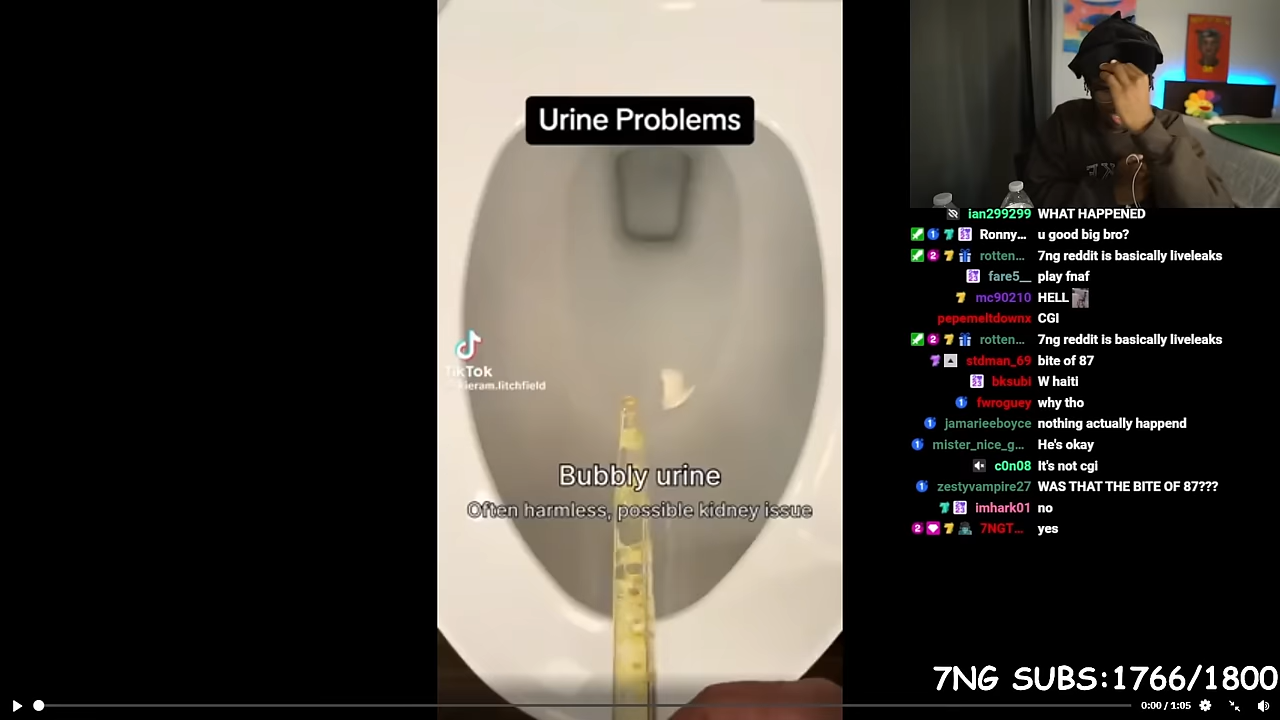 Urine Problems
TikTok
Bubbly urine
Often harmless, possible kidney issue
ian299299 WHAT HAPPENED
Ronny... u good big bro?
rotten... 7ng reddit is basically liveleaks
fare5__ play fnaf
mc90210 HELL
pepemeltdownx CGI
rotten... 7ng reddit is basically liveleaks
stdman_69 bite of 87
bksubi W haiti
fwroguey why tho
jamarieeboyce nothing actually happend
mister_nice_g... He's okay
c0n08 It's not cgi
zestyvampire27 WAS THAT THE BITE OF 87???
imhark01 no
7NGT... yes
7NG SUBS:1766/1800
0:00 / 1:05